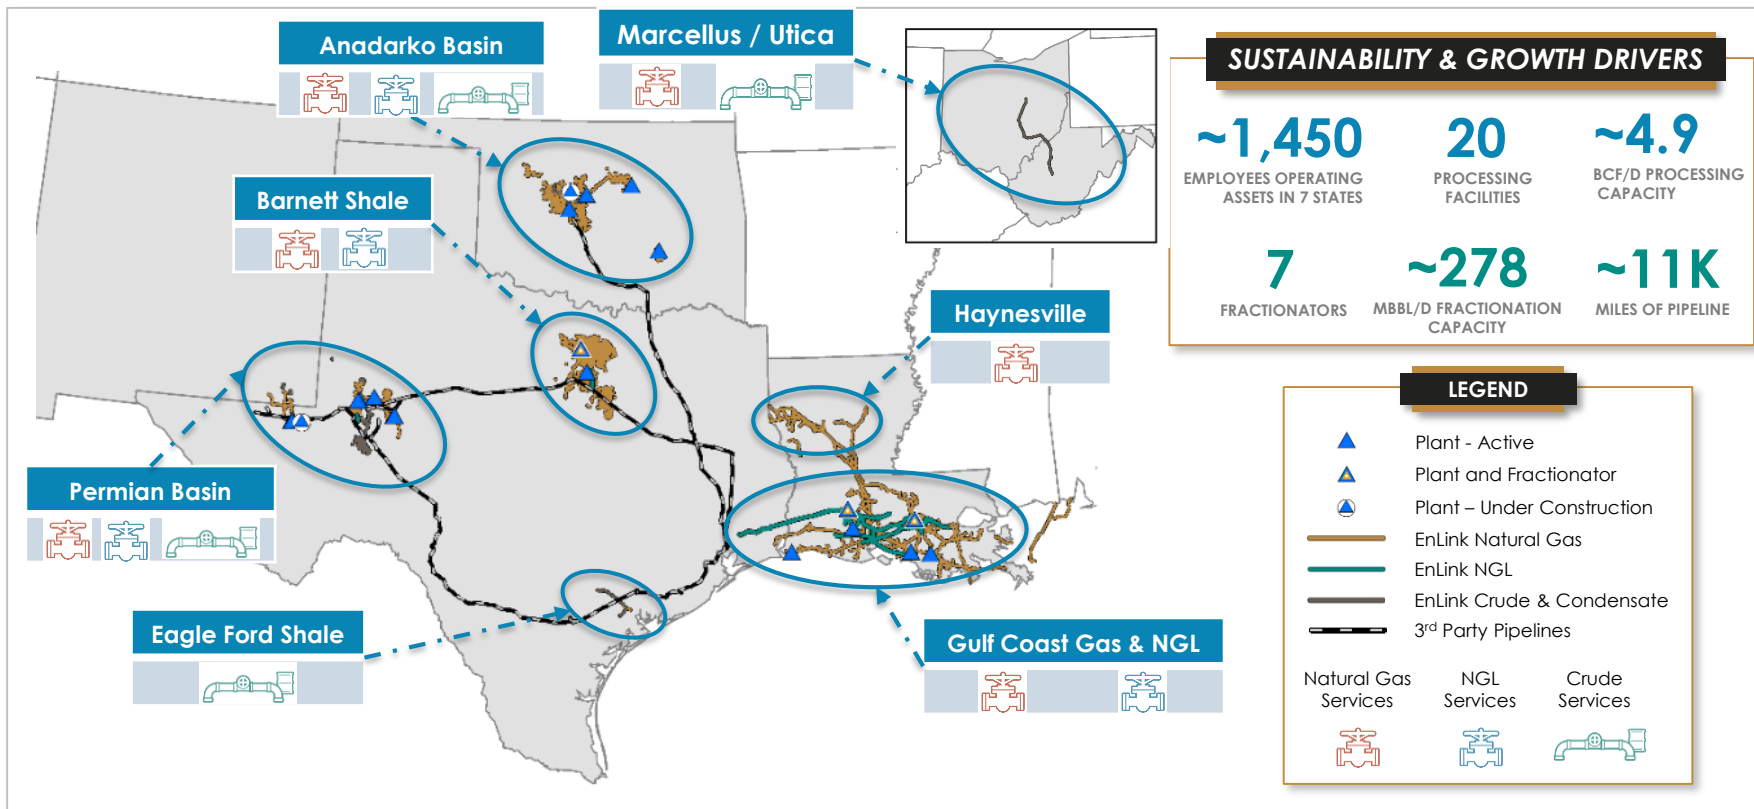 Anadarko Basin
Marcellus / Utica
Barnett Shale
Haynesville
Permian Basin
Eagle Ford Shale
Gulf Coast Gas & NGL
SUSTAINABILITY & GROWTH DRIVERS
~1,450
EMPLOYEES OPERATING
ASSETS IN 7 STATES
20
PROCESSING
FACILITIES
~4.9
BCF/D PROCESSING
CAPACITY
7
FRACTIONATORS
~278
MBBL/D FRACTIONATION
CAPACITY
~11K
MILES OF PIPELINE
LEGEND
Plant - Active
Plant and Fractionator
Plant – Under Construction
EnLink Natural Gas
EnLink NGL
EnLink Crude & Condensate
3rd Party Pipelines
Natural Gas
Services
NGL
Services
Crude
Services